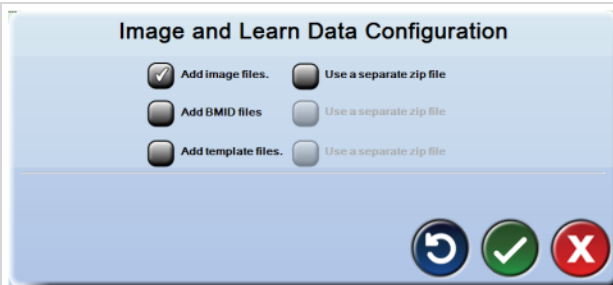 Image and Learn Data Configuration
Add image files. Use a separate zip file
Add BMID files Use a separate zip file
Add template files. Use a separate zip file